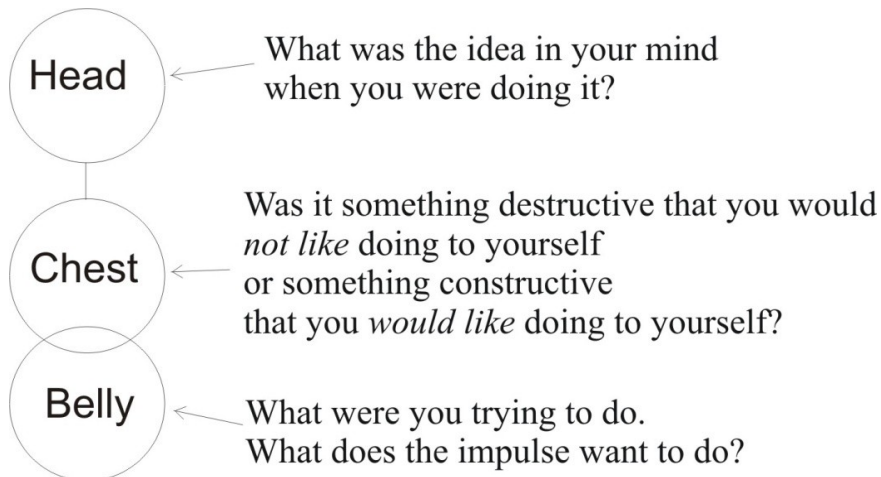 Head
What was the idea in your mind
when you were doing it?
Chest
Was it something destructive that you would
not like doing to yourself
or something constructive
that you would like doing to yourself?
Belly
What were you trying to do.
What does the impulse want to do?